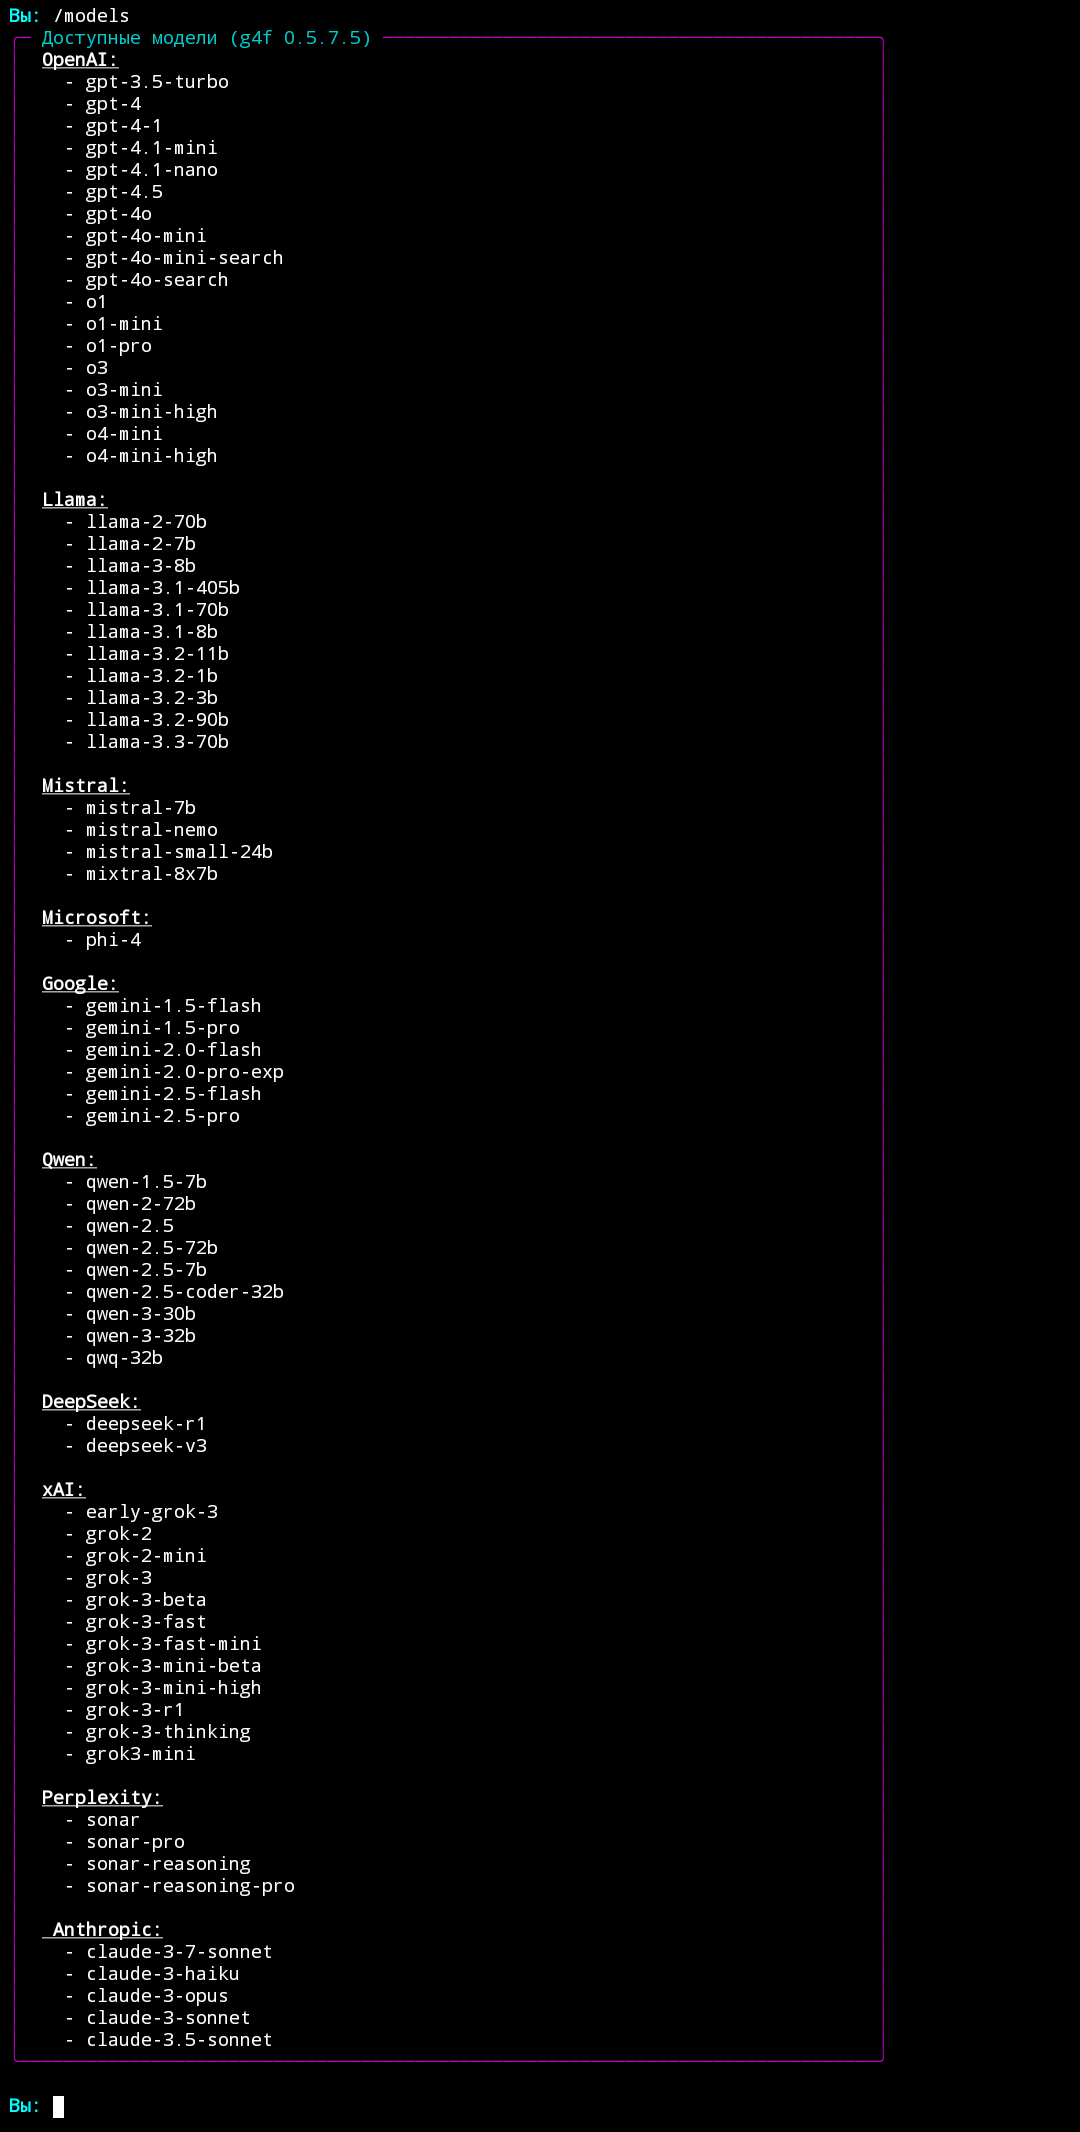 Вы: /models
Доступные модели (g4f 0.5.7.5)
OpenAI:
- gpt-3.5-turbo
- gpt-4
- gpt-4-1
- gpt-4.1-mini
- gpt-4.1-nano
- gpt-4.5
- gpt-4o
- gpt-4o-mini
- gpt-4o-mini-search
- gpt-4o-search
- o1
- o1-mini
- o1-pro
- o3
- o3-mini
- o3-mini-high
- o4-mini
- o4-mini-high
Llama:
- llama-2-70b
- llama-2-7b
- llama-3-8b
- llama-3.1-405b
- llama-3.1-70b
- llama-3.1-8b
- llama-3.2-11b
- llama-3.2-1b
- llama-3.2-3b
- llama-3.2-90b
- llama-3.3-70b
Mistral:
- mistral-7b
- mistral-nemo
- mistral-small-24b
- mixtral-8x7b
Microsoft:
- phi-4
Google:
- gemini-1.5-flash
- gemini-1.5-pro
- gemini-2.0-flash
- gemini-2.0-pro-exp
- gemini-2.5-flash
- gemini-2.5-pro
Qwen:
- qwen-1.5-7b
- qwen-2-72b
- qwen-2.5
- qwen-2.5-72b
- qwen-2.5-7b
- qwen-2.5-coder-32b
- qwen-3-30b
- qwen-3-32b
- qwq-32b
DeepSeek:
- deepseek-r1
- deepseek-v3
xAI:
- early-grok-3
- grok-2
- grok-2-mini
- grok-3
- grok-3-beta
- grok-3-fast
- grok-3-fast-mini
- grok-3-mini-beta
- grok-3-mini-high
- grok-3-r1
- grok-3-thinking
- grok3-mini
Perplexity:
- sonar
- sonar-pro
- sonar-reasoning
- sonar-reasoning-pro
Anthropic:
- claude-3-7-sonnet
- claude-3-haiku
- claude-3-opus
- claude-3-sonnet
- claude-3.5-sonnet
Вы: